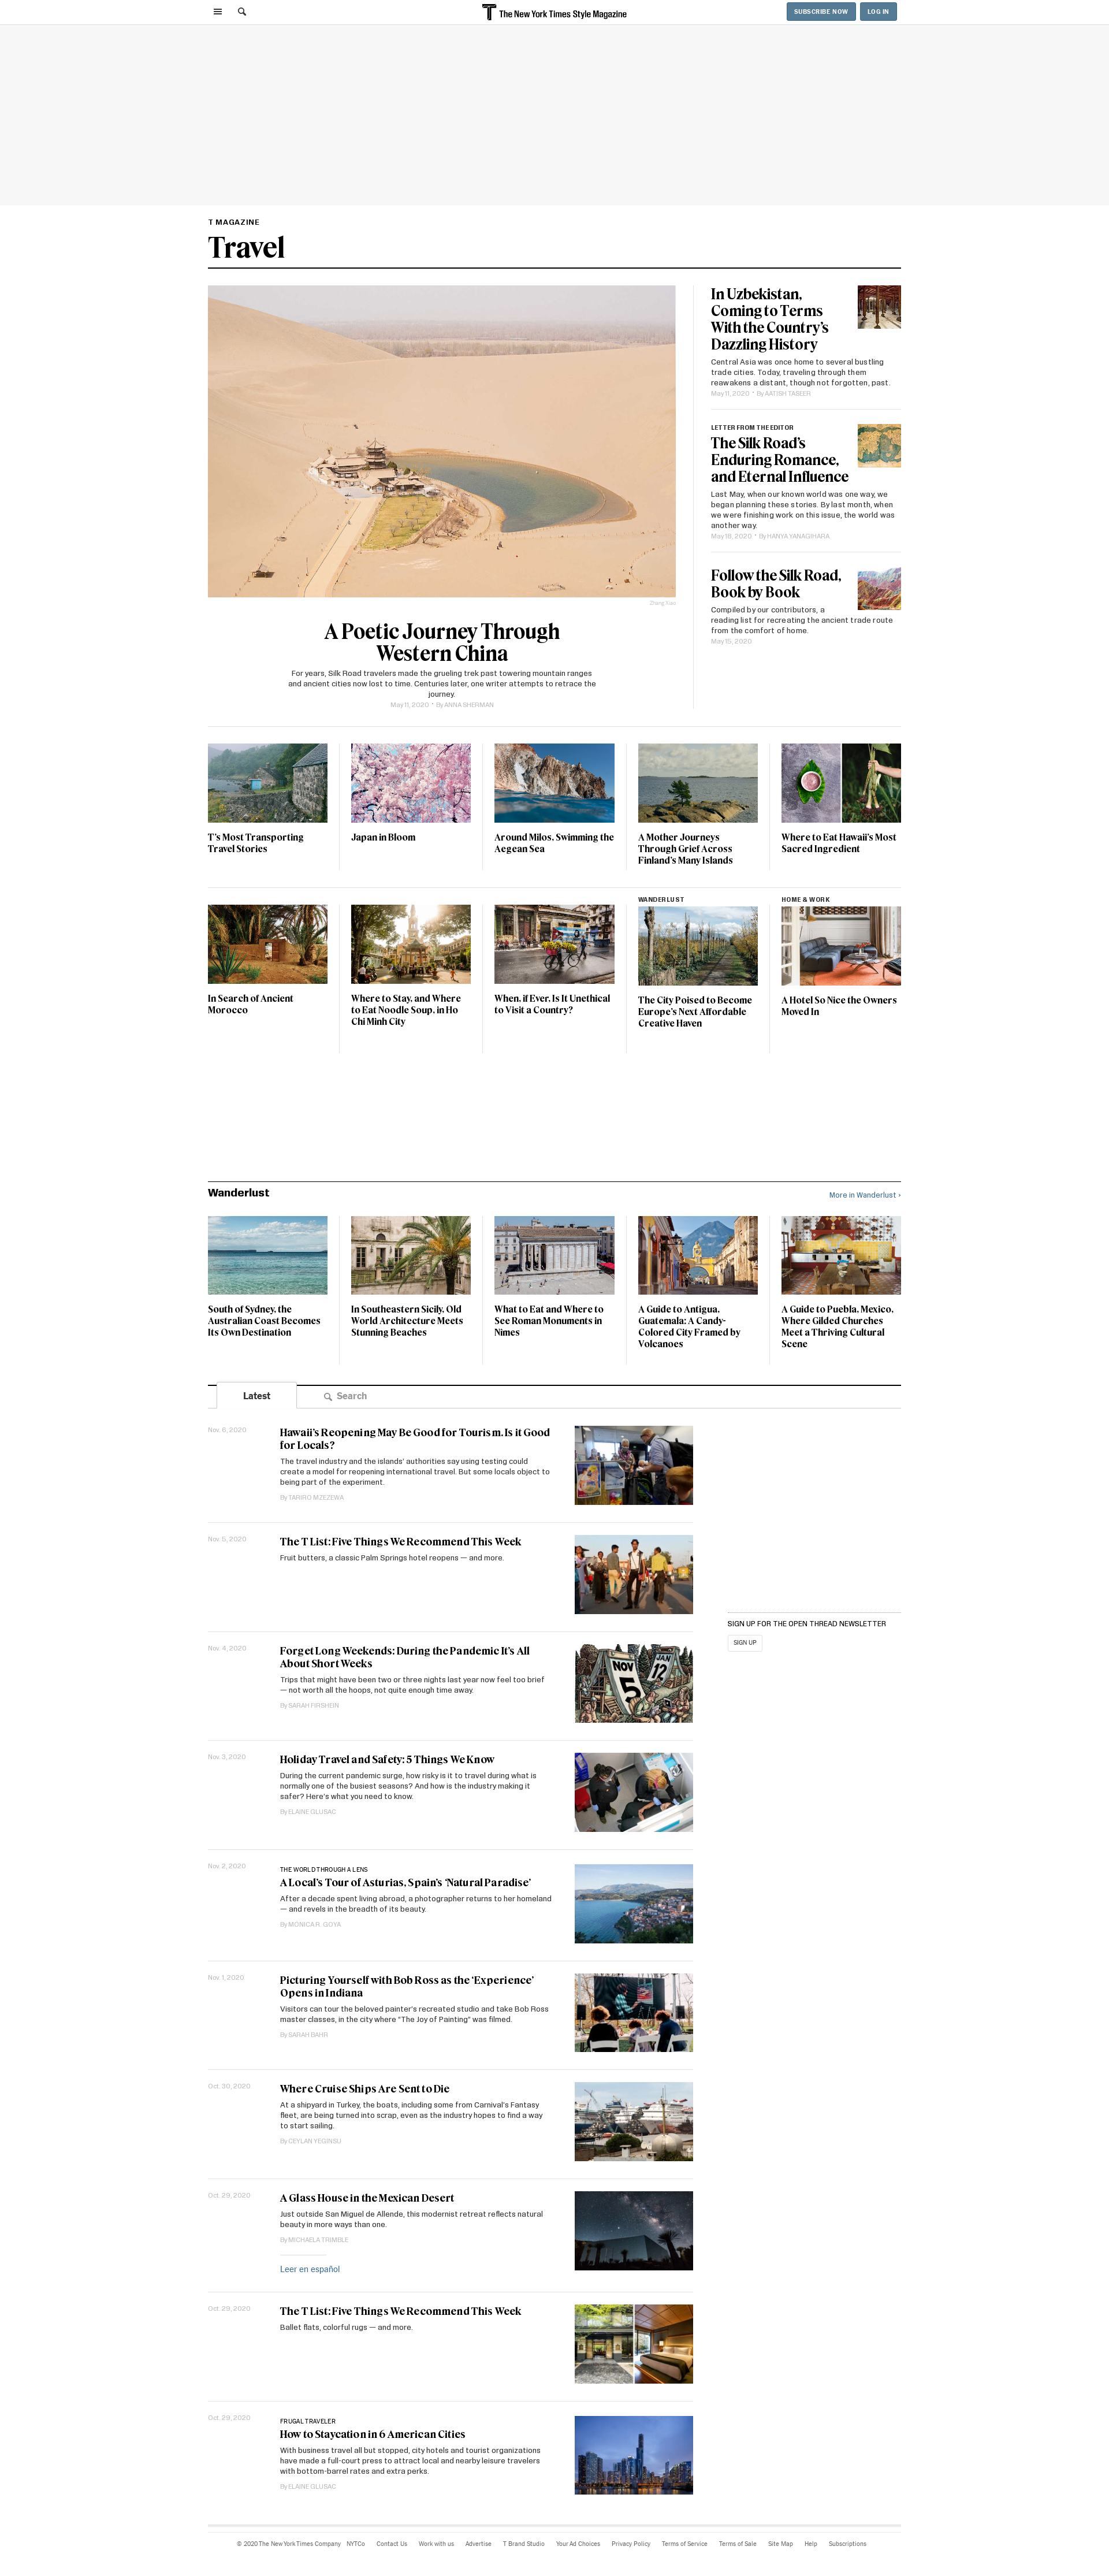 The New York Times Style Magazine
SUBSCRIBE NOW
LOG IN
T MAGAZINE
Travel
Zhang Xiao
A Poetic Journey Through
Western China
For years, Silk Road travelers made the grueling trek past towering mountain ranges
and ancient cities now lost to time. Centuries later, one writer attempts to retrace the
journey.
May 11, 2020 • By ANNA SHERMAN
In Uzbekistan,
Coming to Terms
With the Country’s
Dazzling History
Central Asia was once home to several bustling
trade cities. Today, traveling through them
reawakens a distant, though not forgotten, past.
May 11, 2020 • By AATISH TASEER
LETTER FROM THE EDITOR
The Silk Road’s
Enduring Romance,
and Eternal Influence
Last May, when our known world was one way, we
began planning these stories. By last month, when
we were finishing work on this issue, the world was
another way.
May 18, 2020 • By HANYA YANAGIHARA
Follow the Silk Road,
Book by Book
Compiled by our contributors, a
reading list for recreating the ancient trade route
from the comfort of home.
May 15, 2020
T’s Most Transporting
Travel Stories
Japan in Bloom
Around Milos, Swimming the
Aegean Sea
A Mother Journeys
Through Grief Across
Finland’s Many Islands
Where to Eat Hawaii’s Most
Sacred Ingredient
In Search of Ancient
Morocco
Where to Stay, and Where
to Eat Noodle Soup, in Ho
Chi Minh City
When, if Ever, Is It Unethical
to Visit a Country?
WANDERLUST
The City Poised to Become
Europe’s Next Affordable
Creative Haven
HOME & WORK
A Hotel So Nice the Owners
Moved In
Wanderlust
More in Wanderlust »
South of Sydney, the
Australian Coast Becomes
Its Own Destination
In Southeastern Sicily, Old
World Architecture Meets
Stunning Beaches
What to Eat and Where to
See Roman Monuments in
Nimes
A Guide to Antigua,
Guatemala: A Candy-
Colored City Framed by
Volcanoes
A Guide to Puebla, Mexico,
Where Gilded Churches
Meet a Thriving Cultural
Scene
Latest
Search
Nov. 6, 2020
Hawaii’s Reopening May Be Good for Tourism. Is it Good
for Locals?
The travel industry and the islands’ authorities say using testing could
create a model for reopening international travel. But some locals object to
being part of the experiment.
By TARIRO MZEZEWA
Nov. 5, 2020
The T List: Five Things We Recommend This Week
Fruit butters, a classic Palm Springs hotel reopens — and more.
SIGN UP FOR THE OPEN THREAD NEWSLETTER
SIGN UP
Nov. 4, 2020
Forget Long Weekends: During the Pandemic It’s All
About Short Weeks
Trips that might have been two or three nights last year now feel too brief
— not worth all the hoops, not quite enough time away.
By SARAH FIRSHEIN
NOV
5
JAN
12
Nov. 3, 2020
Holiday Travel and Safety: 5 Things We Know
During the current pandemic surge, how risky is it to travel during what is
normally one of the busiest seasons? And how is the industry making it
safer? Here’s what you need to know.
By ELAINE GLUSAC
Nov. 2, 2020
THE WORLD THROUGH A LENS
A Local’s Tour of Asturias, Spain’s ‘Natural Paradise’
After a decade spent living abroad, a photographer returns to her homeland
— and revels in the breadth of its beauty.
By MÓNICA R. GOYA
Nov. 1, 2020
Picturing Yourself with Bob Ross as the ‘Experience’
Opens in Indiana
Visitors can tour the beloved painter’s recreated studio and take Bob Ross
master classes, in the city where “The Joy of Painting” was filmed.
By SARAH BAHR
Oct. 30, 2020
Where Cruise Ships Are Sent to Die
At a shipyard in Turkey, the boats, including some from Carnival’s Fantasy
fleet, are being turned into scrap, even as the industry hopes to find a way
to start sailing.
By CEYLAN YEGINSU
Oct. 29, 2020
A Glass House in the Mexican Desert
Just outside San Miguel de Allende, this modernist retreat reflects natural
beauty in more ways than one.
By MICHAELA TRIMBLE
Leer en español
Oct. 29, 2020
The T List: Five Things We Recommend This Week
Ballet flats, colorful rugs — and more.
Oct. 29, 2020
FRUGAL TRAVELER
How to Staycation in 6 American Cities
With business travel all but stopped, city hotels and tourist organizations
have made a full-court press to attract local and nearby leisure travelers
with bottom-barrel rates and extra perks.
By ELAINE GLUSAC
© 2020 The New York Times Company NYTCo Contact Us Work with us Advertise T Brand Studio Your Ad Choices Privacy Policy Terms of Service Terms of Sale Site Map Help Subscriptions